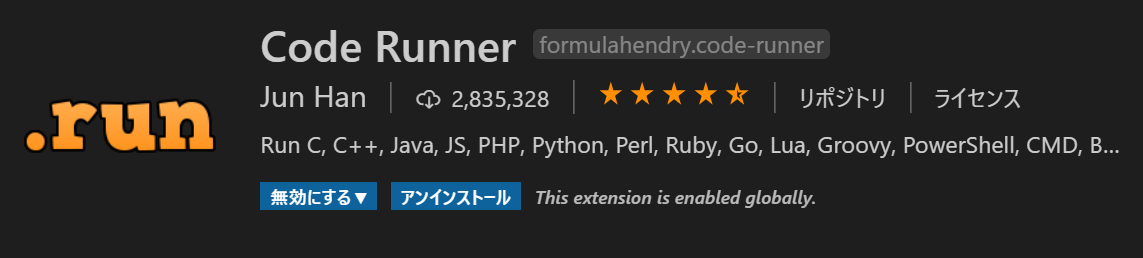 .run
Code Runner formulahendry.code-runner
Jun Han 2,835,328 リポジトリ ライセンス
Run C, C++, Java, JS, PHP, Python, Perl, Ruby, Go, Lua, Groovy, PowerShell, CMD, B...
無効にする▼ アンインストール This extension is enabled globally.